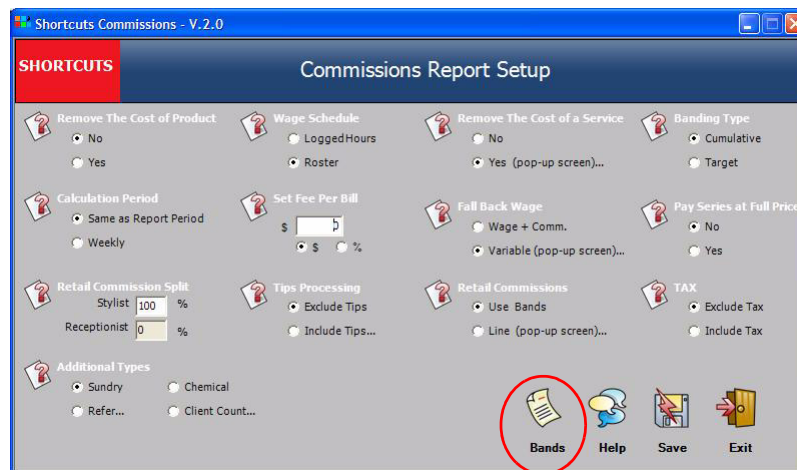 Shortcuts Commissions - V.2.0
SHORTCUTS
Commissions Report Setup
Remove The Cost of Product
No
Yes
Wage Schedule
LoggedHours
Roster
Remove The Cost of a Service
No
Yes (pop-up screen)...
Banding Type
Cumulative
Target
Calculation Period
Same as Report Period
Weekly
Set Fee Per Bill
$
$ %
Fall Back Wage
Wage + Comm.
Variable (pop-up screen)...
Pay Series at Full Price
No
Yes
Retail Commission Split
Stylist 100 %
Receptionist 0 %
Tips Processing
Exclude Tips
Include Tips...
Retail Commissions
Use Bands
Line (pop-up screen)...
TAX
Exclude Tax
Include Tax
Additional Types
Sundry
Chemical
Refer...
Client Count...
Bands
Help
Save
Exit